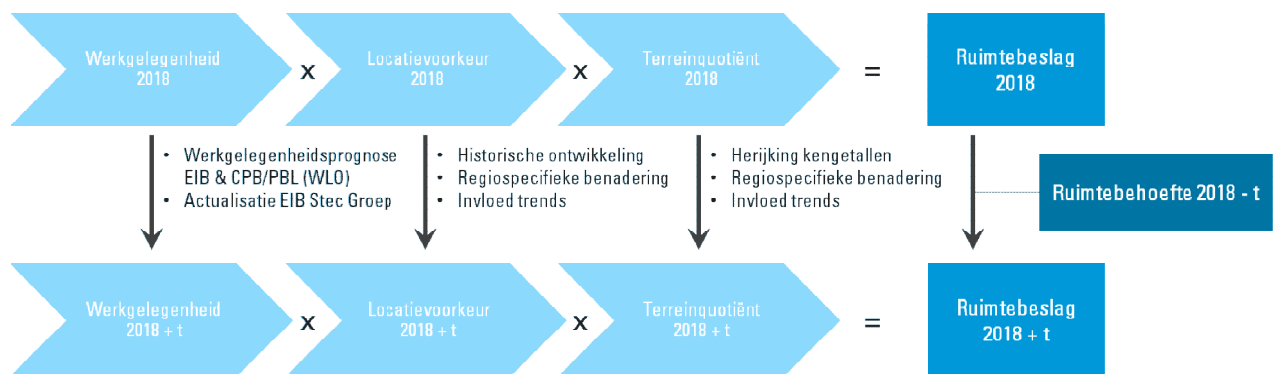 Werkgelegenheid
2018
x
Locatievoorkeur
2018
x
Terreinquotiënt
2018
=
Ruimtebeslag
2018
• Werkgelegenheidsprognose
EIB & CPB/PBL (WLO)
• Actualisatie EIB Stec Groep
• Historische ontwikkeling
• Regiospecifieke benadering
• Invloed trends
• Herijking kengetallen
• Regiospecifieke benadering
• Invloed trends
Ruimtebehoefte 2018 - t
Werkgelegenheid
2018 + t
x
Locatievoorkeur
2018 + t
x
Terreinquotiënt
2018 + t
=
Ruimtebeslag
2018 + t